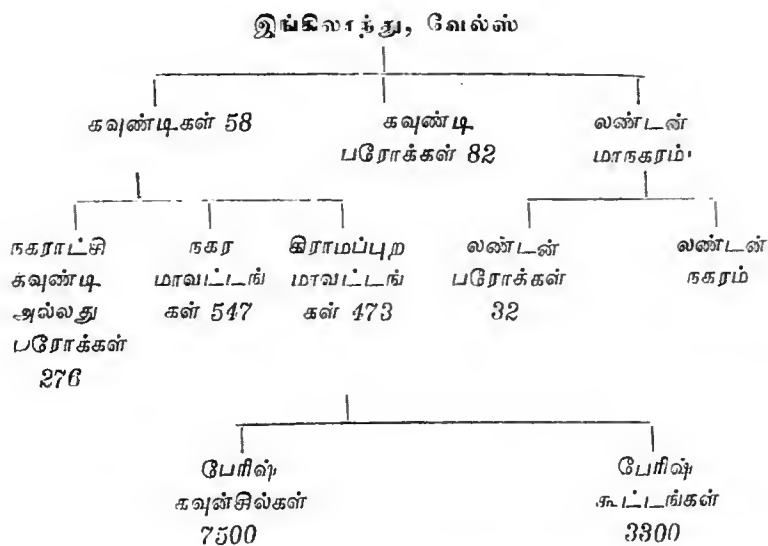 இங்கிலாந்து, வேல்ஸ்
கவுண்டிகள் 58
கவுண்டி
பரோக்கள் 82
லண்டன்
மாநகரம்
நகராட்சி
கவுண்டி
அல்லது
பரோக்கள்
276
நகர
மாவட்டங்
கள் 547
கிராமப்புற
மாவட்டங்
கள் 473
லண்டன்
பரோக்கள்
32
லண்டன்
நகரம்
பேரிஷ்
கவுன்சில்கள்
7500
பேரிஷ்
கூட்டங்கள்
3300